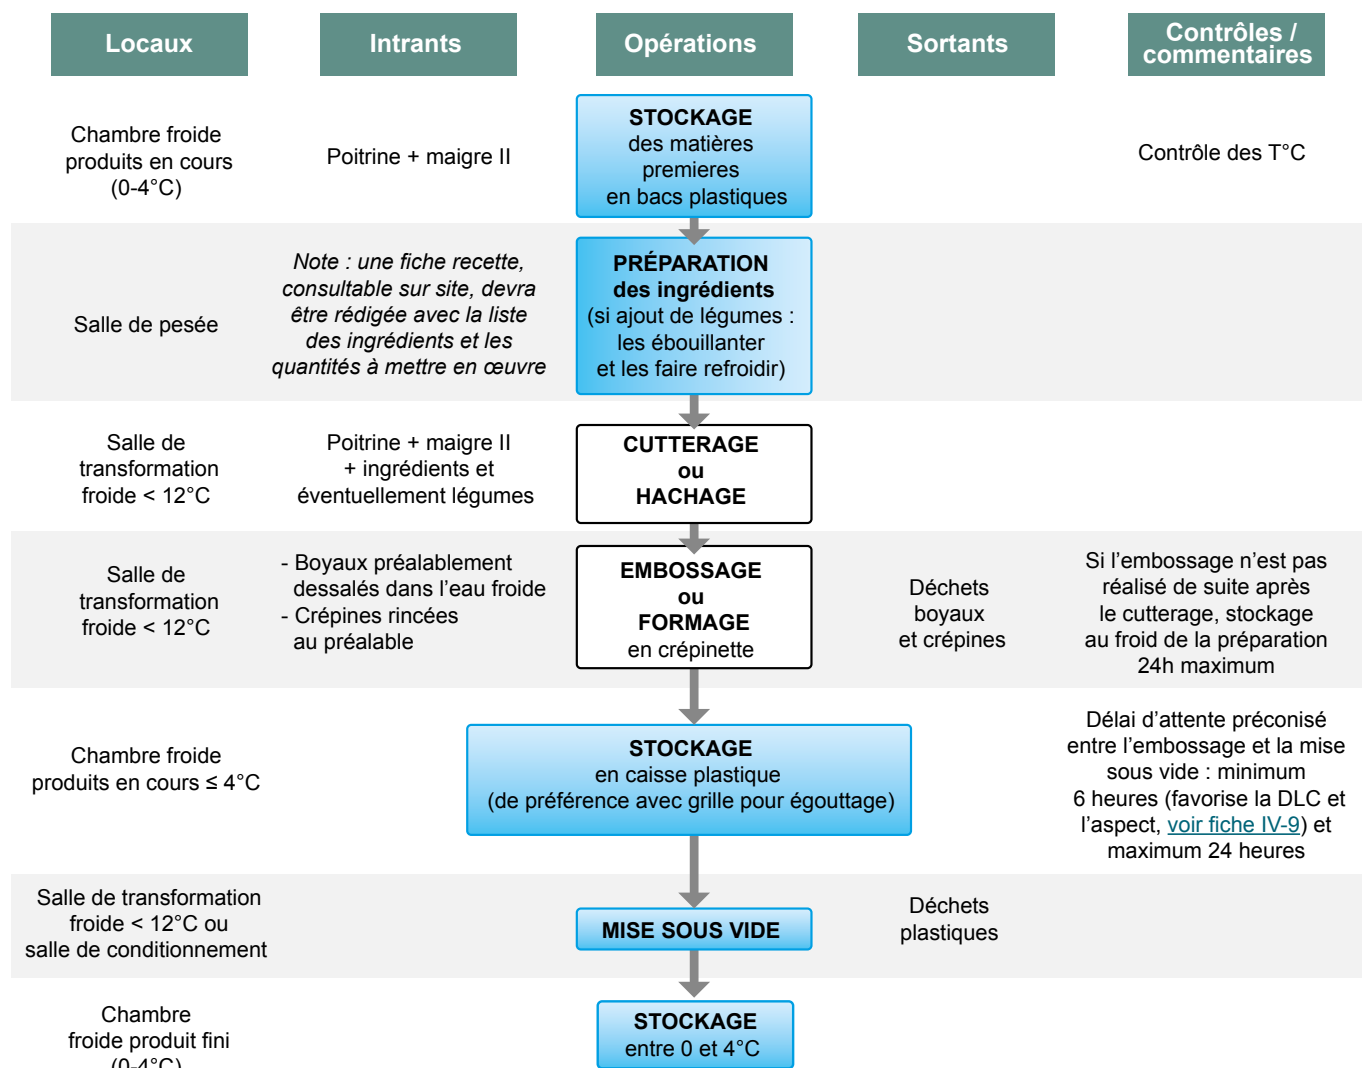 Locaux
Intrants
Opérations
Sortants
Contrôles /
commentaires
Chambre froide
produits en cours
(0-4°C)
Poitrine + maigre II
STOCKAGE
des matières
premieres
en bacs plastiques
Contrôle des T°C
Salle de pesée
Note : une fiche recette,
consultable sur site, devra
être rédigée avec la liste
des ingrédients et les
quantités à mettre en œuvre
PRÉPARATION
des ingrédients
(si ajout de légumes :
les ébouillanter
et les faire refroidir)
Salle de
transformation
froide < 12°C
Poitrine + maigre II
+ ingrédients et
éventuellement légumes
CUTTERAGE
ou
HACHAGE
Salle de
transformation
froide < 12°C
- Boyaux préalablement
dessalés dans l'eau froide
- Crépines rincées
au préalable
EMBOSSAGE
ou
FORMAGE
en crépinette
Déchets
boyaux
et crépines
Si l'embossage n'est pas
réalisé de suite après
le cutterage, stockage
au froid de la préparation
24h maximum
Chambre froide
produits en cours ≤ 4°C
STOCKAGE
en caisse plastique
(de préférence avec grille pour égouttage)
Délai d'attente préconisé
entre l'embossage et la mise
sous vide : minimum
6 heures (favorise la DLC et
l'aspect, voir fiche IV-9) et
maximum 24 heures
Salle de transformation
froide < 12°C ou
salle de conditionnement
MISE SOUS VIDE
Déchets
plastiques
Chambre
froide produit fini
(0-4°C)
STOCKAGE
entre 0 et 4°C